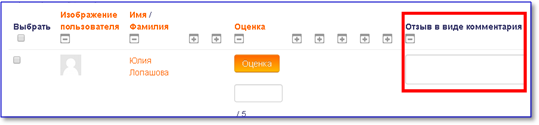 Выбрать
Изображение пользователя
Имя / Фамилия
Оценка
Отзыв в виде комментария
Юлия Лопашова
Оценка
/ 5